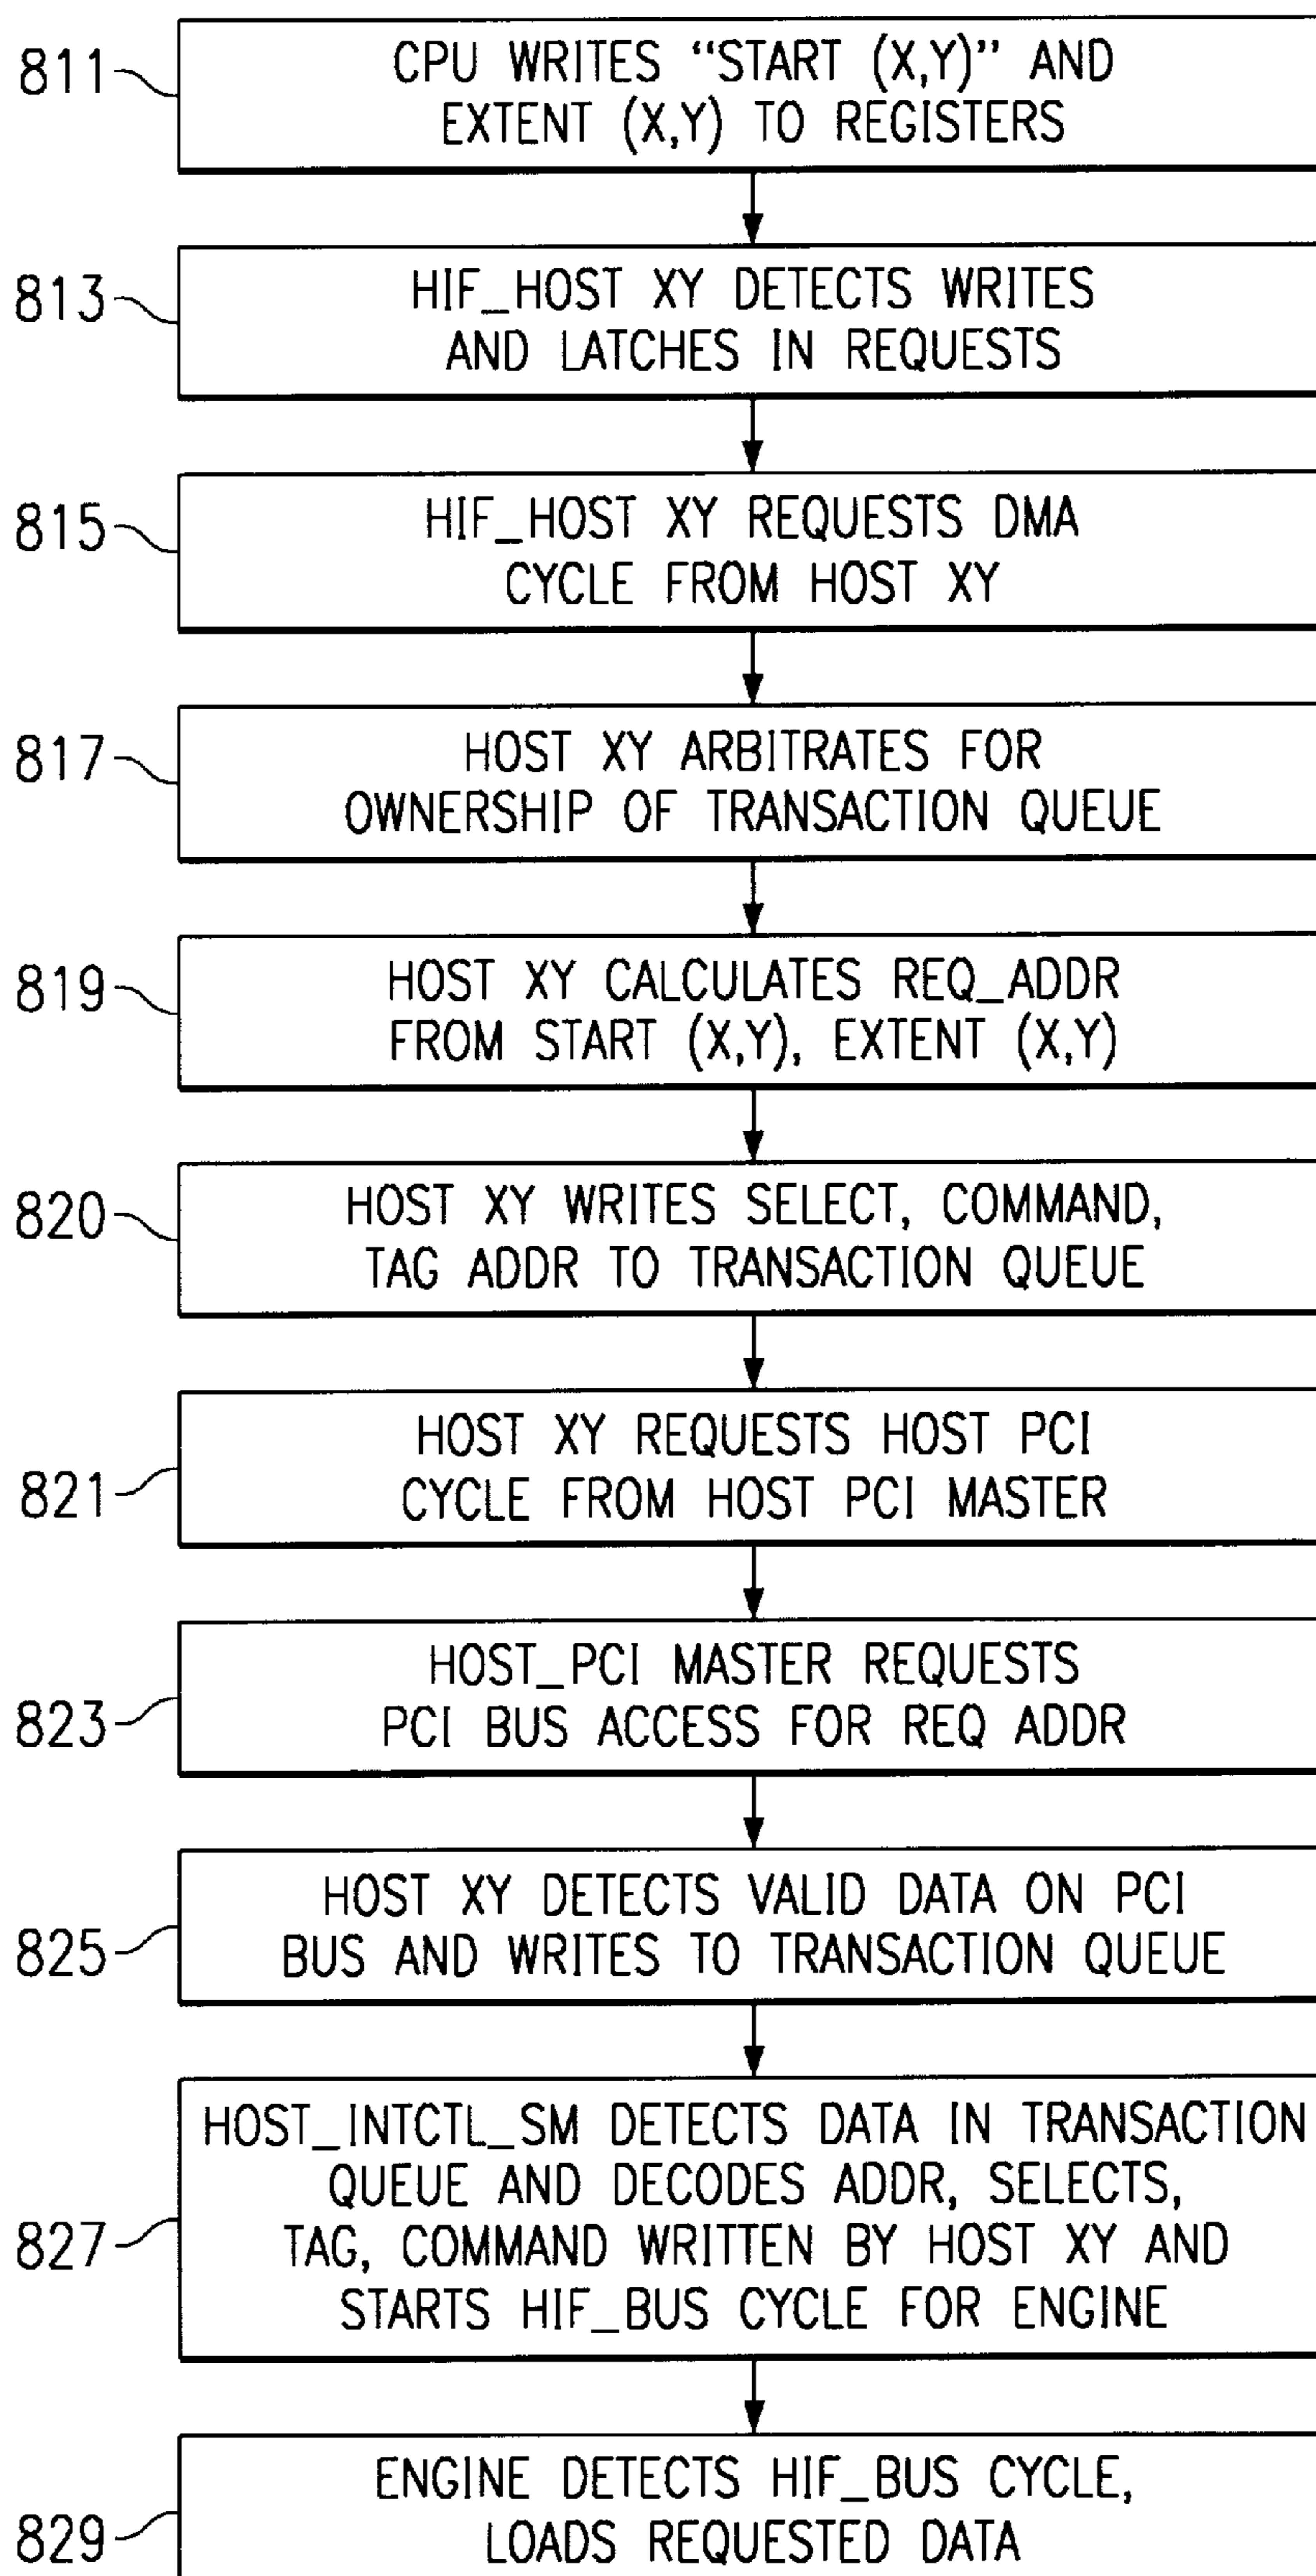 811
CPU WRITES “START (X,Y)” AND
EXTENT (X,Y) TO REGISTERS
813
HIF_HOST XY DETECTS WRITES
AND LATCHES IN REQUESTS
815
HIF_HOST XY REQUESTS DMA
CYCLE FROM HOST XY
817
HOST XY ARBITRATES FOR
OWNERSHIP OF TRANSACTION QUEUE
819
HOST XY CALCULATES REQ_ADDR
FROM START (X,Y), EXTENT (X,Y)
820
HOST XY WRITES SELECT, COMMAND,
TAG ADDR TO TRANSACTION QUEUE
821
HOST XY REQUESTS HOST PCI
CYCLE FROM HOST PCI MASTER
823
HOST_PCI MASTER REQUESTS
PCI BUS ACCESS FOR REQ ADDR
825
HOST XY DETECTS VALID DATA ON PCI
BUS AND WRITES TO TRANSACTION QUEUE
827
HOST_INTCTL_SM DETECTS DATA IN TRANSACTION
QUEUE AND DECODES ADDR, SELECTS,
TAG, COMMAND WRITTEN BY HOST XY AND
STARTS HIF_BUS CYCLE FOR ENGINE
829
ENGINE DETECTS HIF_BUS CYCLE,
LOADS REQUESTED DATA